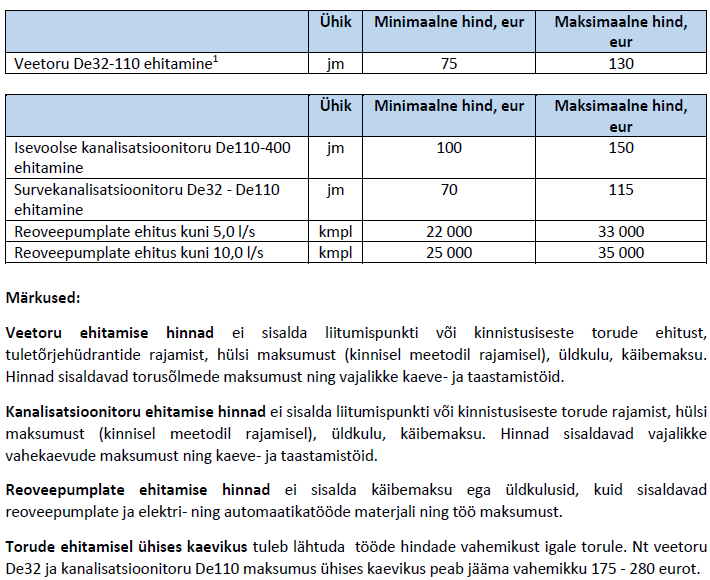 Ühik Minimaalne hind, eur Maksimaalne hind,
eur
Veetoru De32-110 ehitamine1 jm 75 130
Ühik Minimaalne hind, eur Maksimaalne hind,
eur
Isevoolse kanalisatsioonitoru De110-400 jm 100 150
ehitamine
Survekanalisatsioonitoru De32 - De110 jm 70 115
ehitamine
Reoveepumplate ehitus kuni 5,0 l/s kmpl 22 000 33 000
Reoveepumplate ehitus kuni 10,0 l/s kmpl 25 000 35 000
Märkused:
Veetoru ehitamise hinnad ei sisalda liitumispunkti või kinnistusiseste torude ehitust,
tuletõrjehüdrantide rajamist, hülsi maksumust (kinnisel meetodil rajamisel), üldkulu, käibemaksu.
Hinnad sisaldavad torusõlmede maksumust ning vajalikke kaeve- ja taastamistöid.
Kanalisatsioonitoru ehitamise hinnad ei sisalda liitumispunkti või kinnistusiseste torude rajamist, hülsi
maksumust (kinnisel meetodil rajamisel), üldkulu, käibemaksu. Hinnad sisaldavad vajalikke
vahekaevude maksumust ning kaeve- ja taastamistöid.
Reoveepumplate ehitamise hinnad ei sisalda käibemaksu ega üldkulusid, kuid sisaldavad
reoveepumplate ja elektri- ning automaatikatööde materjali ning töö maksumust.
Torude ehitamisel ühises kaevikus tuleb lähtuda tööde hindade vahemikust igale torule. Nt veetoru
De32 ja kanalisatsioonitoru De110 maksumus ühises kaevikus peab jääma vahemikku 175 - 280 eurot.